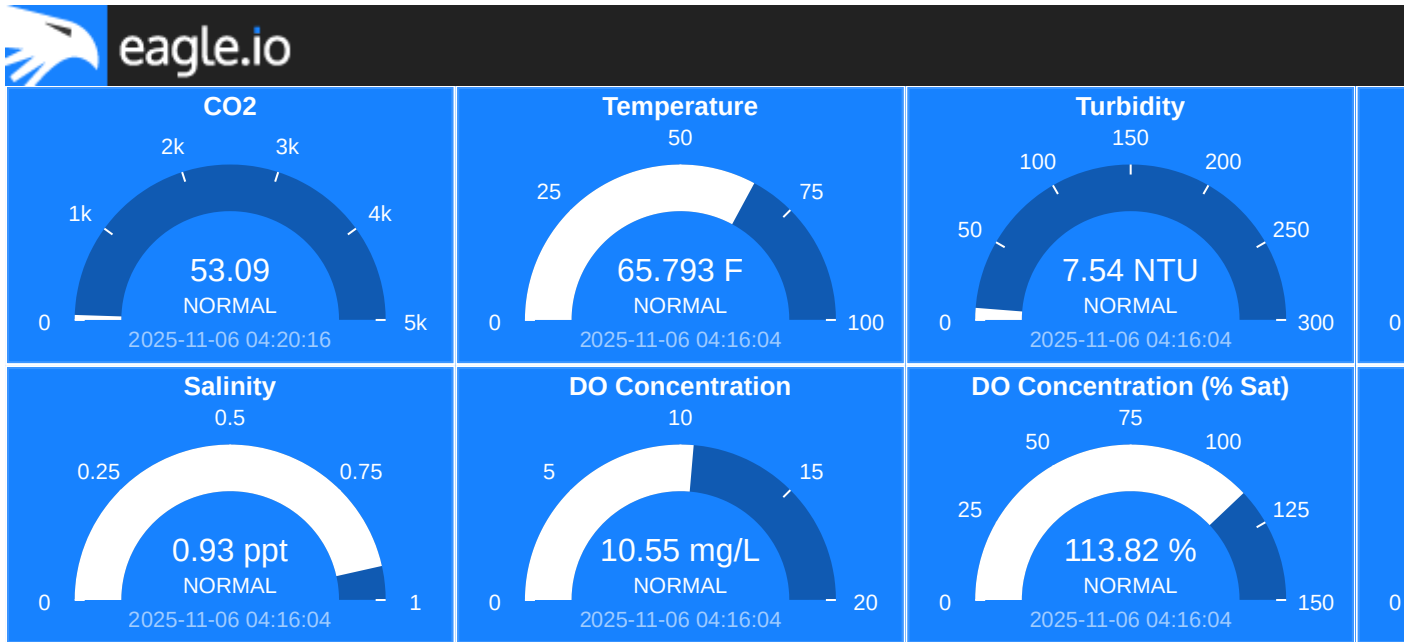 eagle.io
CO2
2k
3k
1k
4k
53.09
NORMAL
0
5k
2025-11-06 04:20:16
Temperature
50
25
75
65.793 F
NORMAL
0
100
2025-11-06 04:16:04
Turbidity
150
100
200
50
250
7.54 NTU
NORMAL
0
300
2025-11-06 04:16:04
0
Salinity
0.5
0.25
0.75
0.93 ppt
NORMAL
0
1
2025-11-06 04:16:04
DO Concentration
10
5
15
10.55 mg/L
NORMAL
0
20
2025-11-06 04:16:04
DO Concentration (% Sat)
75
50
100
25
125
113.82 %
NORMAL
0
150
2025-11-06 04:16:04
0